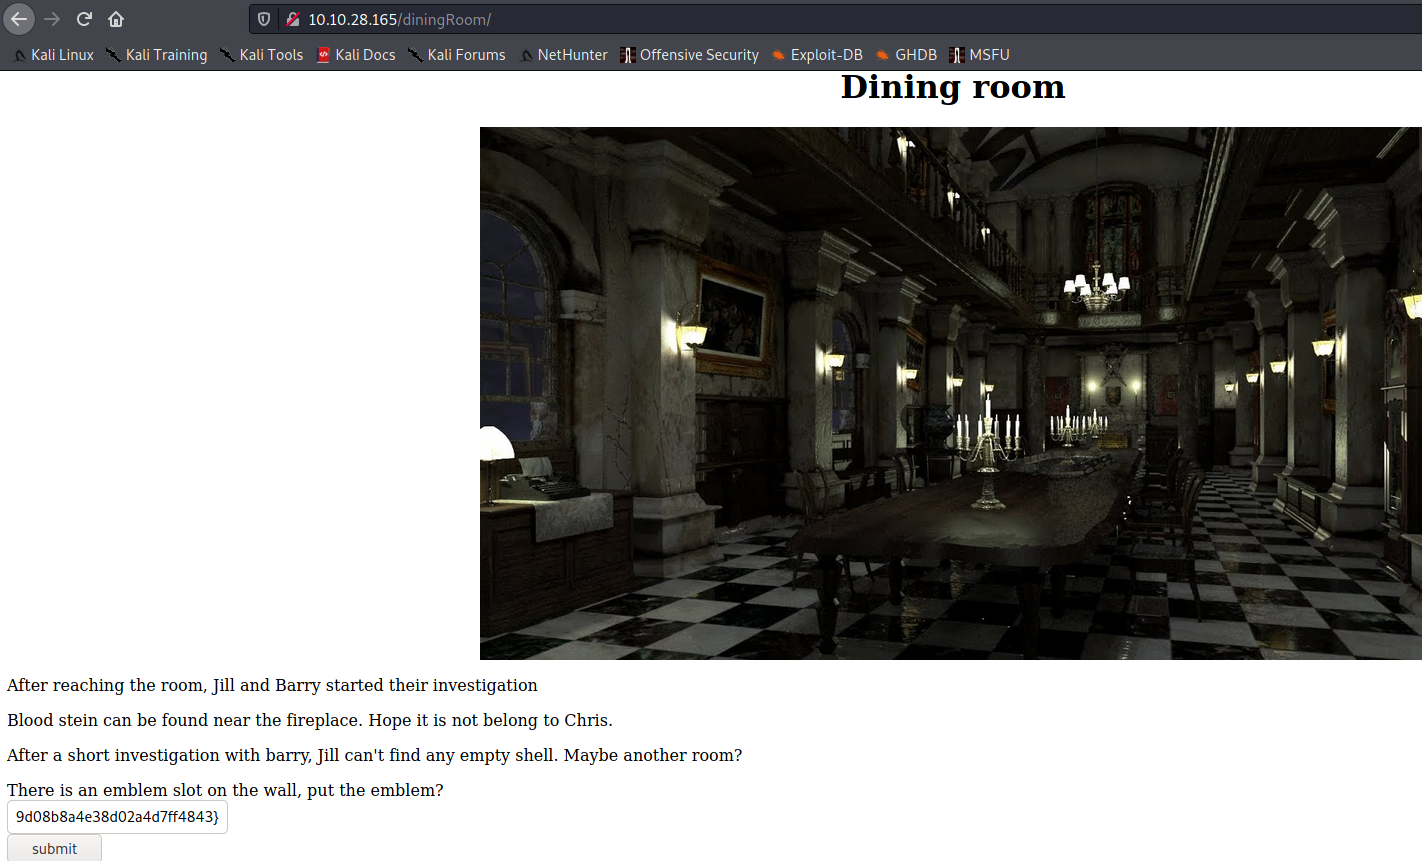 10.10.28.165/diningRoom/
Kali Linux Kali Training Kali Tools Kali Docs Kali Forums NetHunter Offensive Security Exploit-DB GHDB MSFU
Dining room
After reaching the room, Jill and Barry started their investigation
Blood stein can be found near the fireplace. Hope it is not belong to Chris.
After a short investigation with barry, Jill can't find any empty shell. Maybe another room?
There is an emblem slot on the wall, put the emblem?
9d08b8a4e38d02a4d7ff4843}
submit